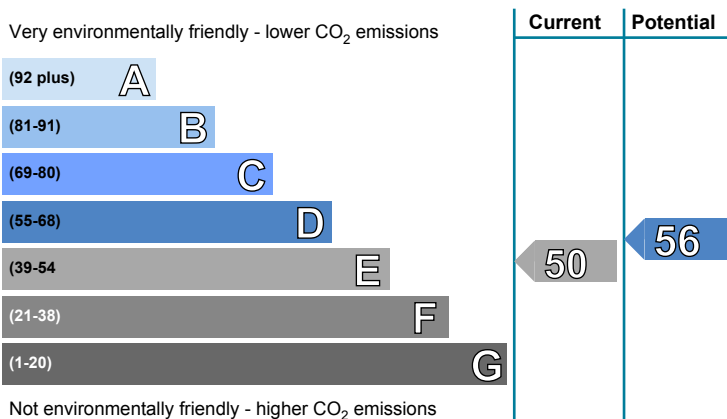 Very environmentally friendly - lower CO2 emissions
Current
Potential
(92 plus) A
(81-91) B
(69-80) C
(55-68) D
(39-54 E
(21-38) F
(1-20) G
50
56
Not environmentally friendly - higher CO2 emissions